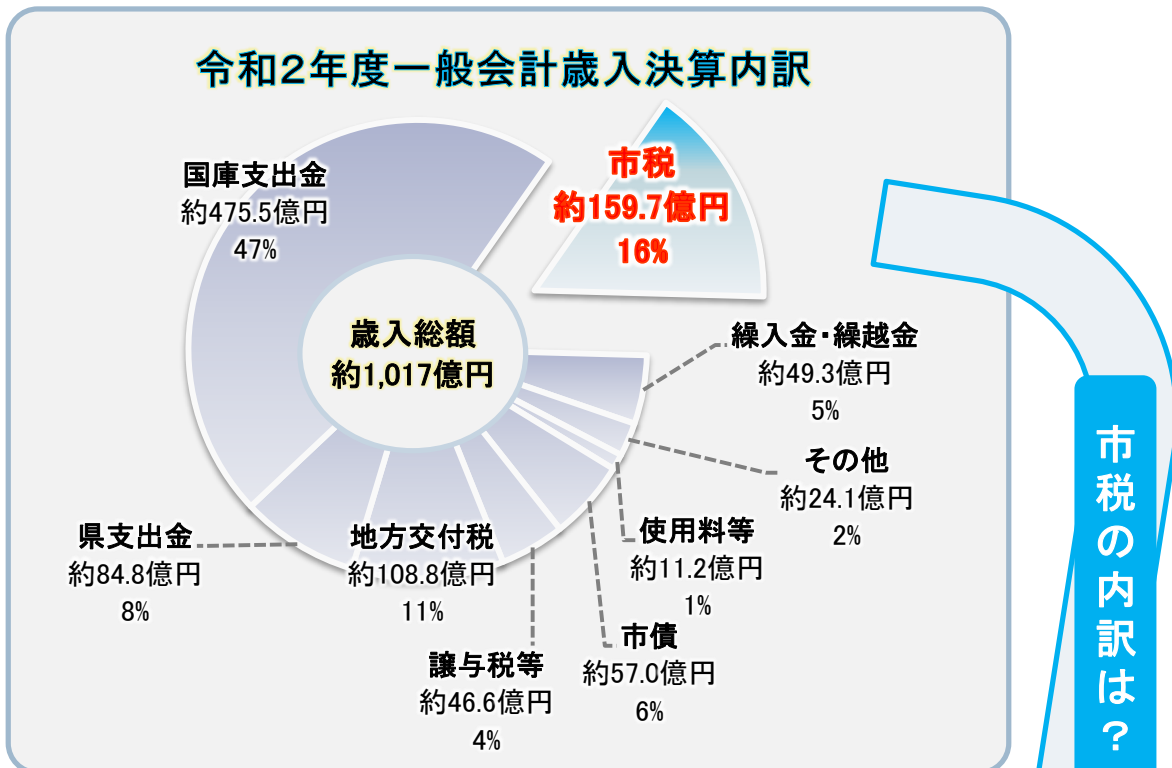 令和2年度一般会計歳入決算内訳
国庫支出金
約475.5億円
47%
市税
約159.7億円
16%
歳入総額
約1,017億円
繰入金・繰越金
約49.3億円
5%
その他
約24.1億円
2%
使用料等
約11.2億円
1%
市債
約57.0億円
6%
譲与税等
約46.6億円
4%
地方交付税
約108.8億円
11%
県支出金
約84.8億円
8%
市税の内訳は？